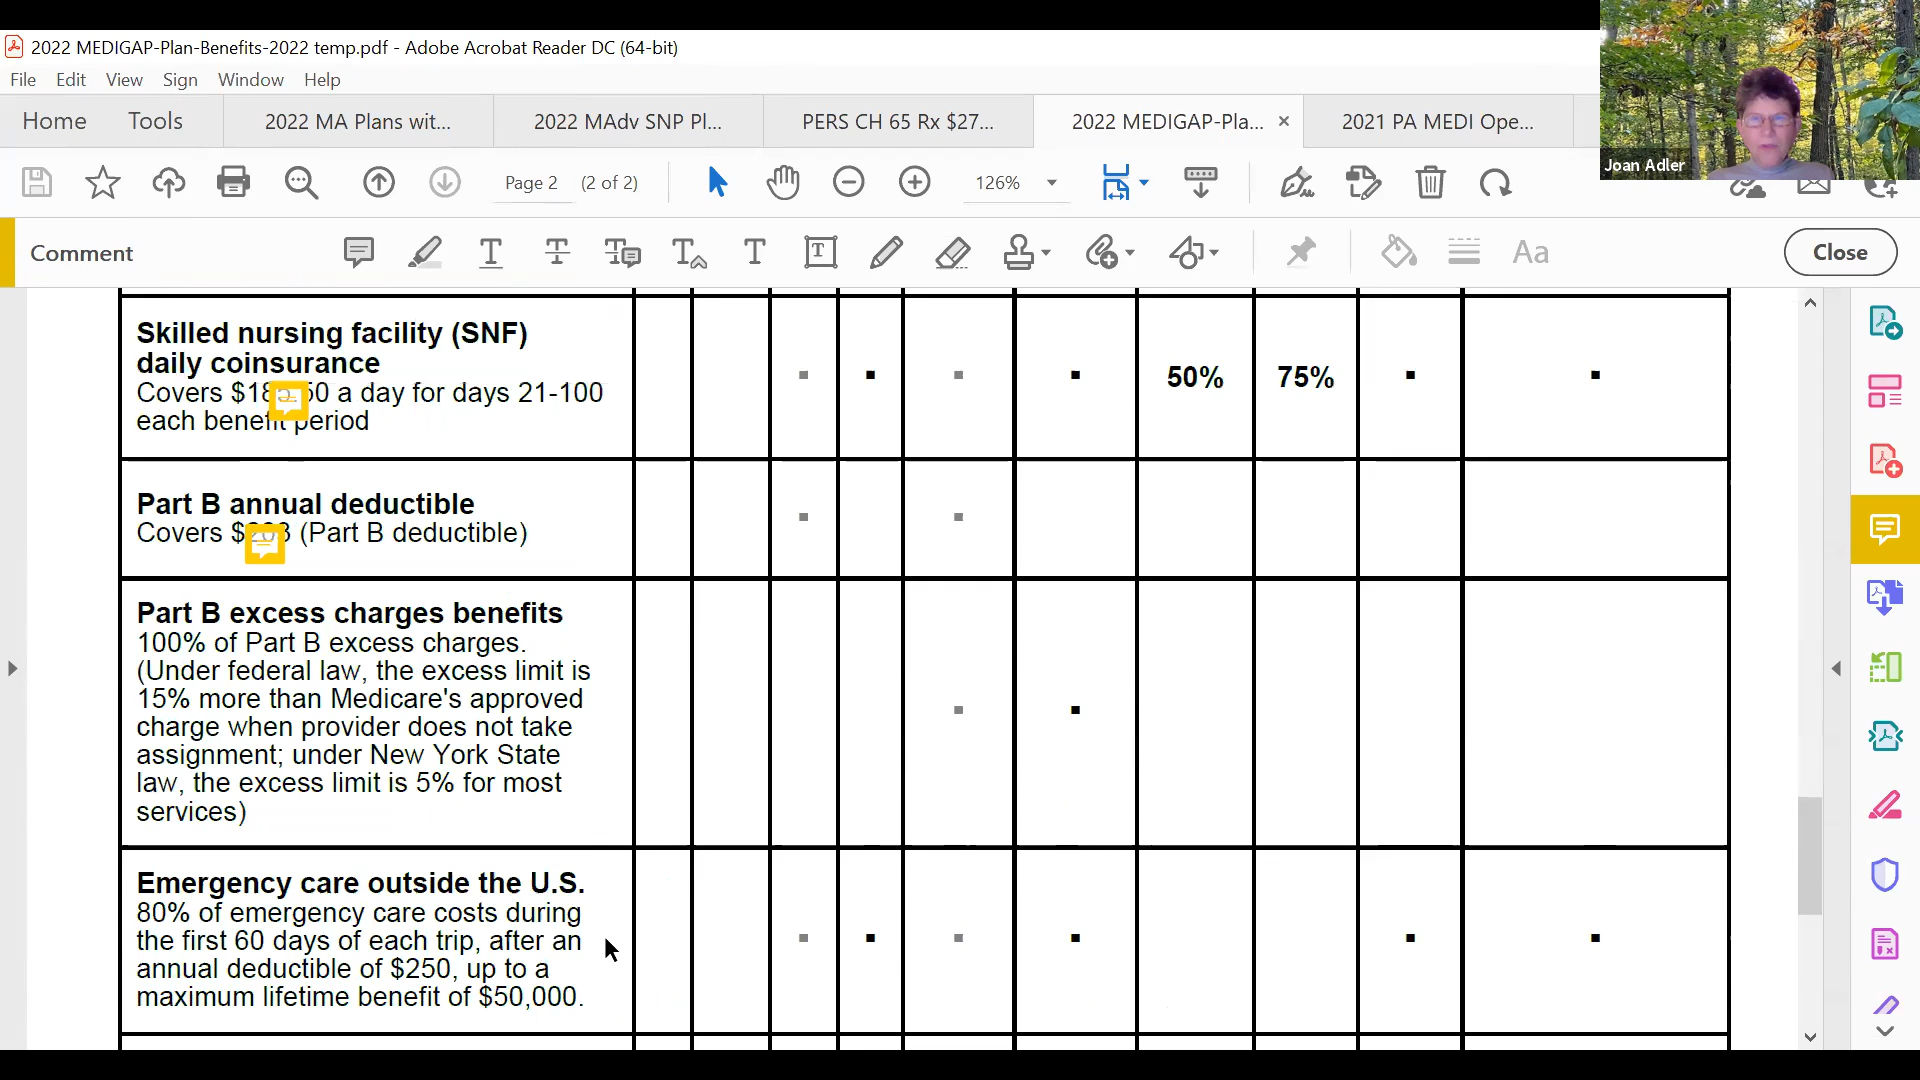 2022 MEDIGAP-Plan-Benefits-2022 temp.pdf - Adobe Acrobat Reader DC (64-bit)
File Edit View Sign Window Help
Home Tools 2022 MA Plans wit... 2022 MAdv SNP Pl... PERS CH 65 Rx $27... 2022 MEDIGAP-Pla... × 2021 PA MEDI Ope...
Joan Adler
Page 2 (2 of 2) 126%
Comment Aa Close
Skilled nursing facility (SNF)
daily coinsurance
Covers a day for days 21-100
each benefit period
50% 75%
Part B annual deductible
Covers (Part B deductible)
Part B excess charges benefits
100% of Part B excess charges.
(Under federal law, the excess limit is
15% more than Medicare's approved
charge when provider does not take
assignment; under New York State
law, the excess limit is 5% for most
services)
Emergency care outside the U.S.
80% of emergency care costs during
the first 60 days of each trip, after an
annual deductible of $250, up to a
maximum lifetime benefit of $50,000.